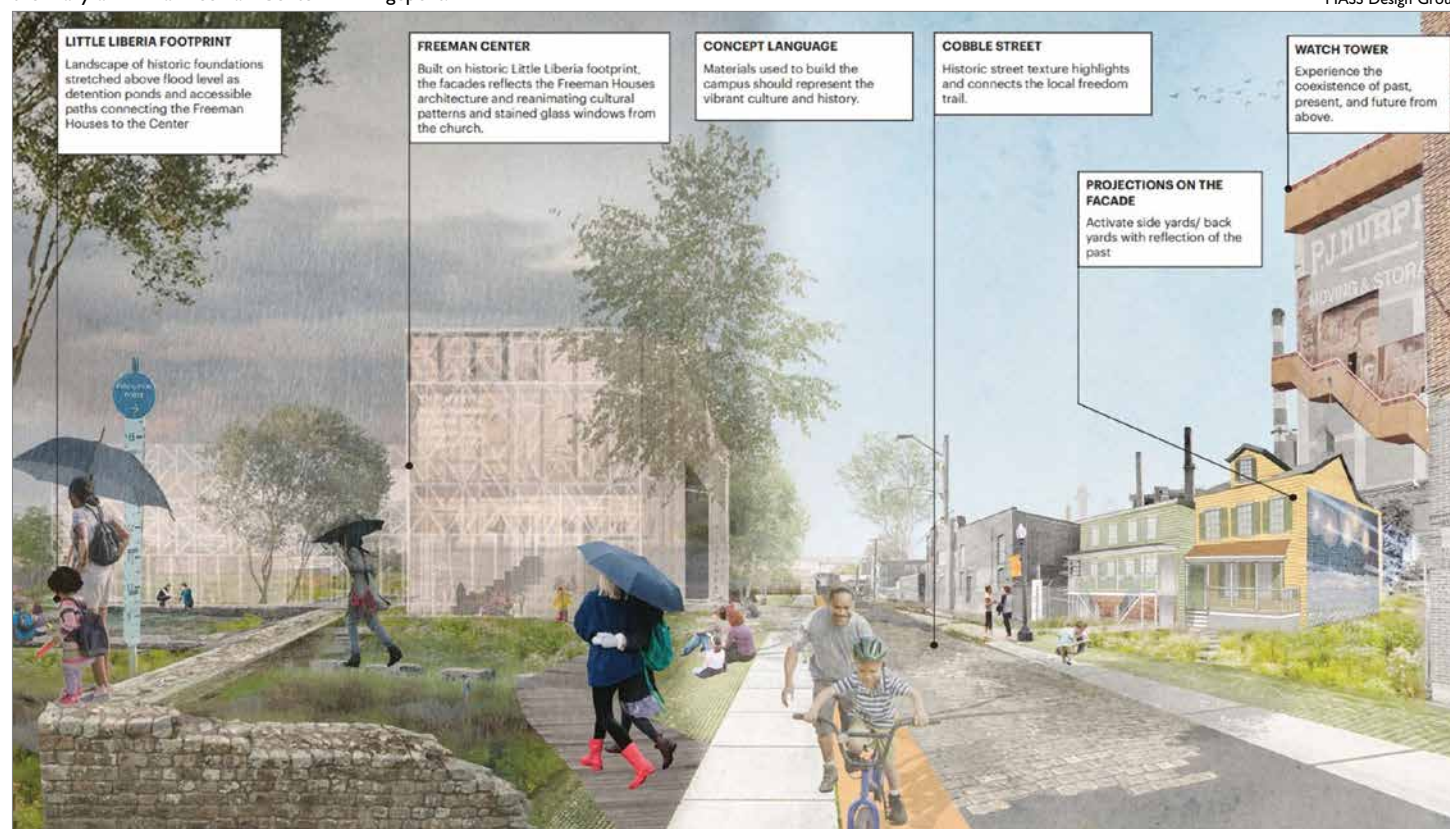 MASS Design Grou
LITTLE LIBERIA FOOTPRINT
Landscape of historic foundations
stretched above flood level as
detention ponds and accessible
paths connecting the Freeman
Houses to the Center
FREEMAN CENTER
Built on historic Little Liberia footprint,
the facades reflects the Freeman Houses
architecture and reanimating cultural
patterns and stained glass windows from
the church.
CONCEPT LANGUAGE
Materials used to build the
campus should represent the
vibrant culture and history.
COBBLE STREET
Historic street texture highlights
and connects the local freedom
trail.
WATCH TOWER
Experience the
coexistence of past,
present, and future from
above.
PROJECTIONS ON THE
FACADE
Activate side yards/ back
yards with reflection of the
past
P.J. MURPH
MOVING & STORA